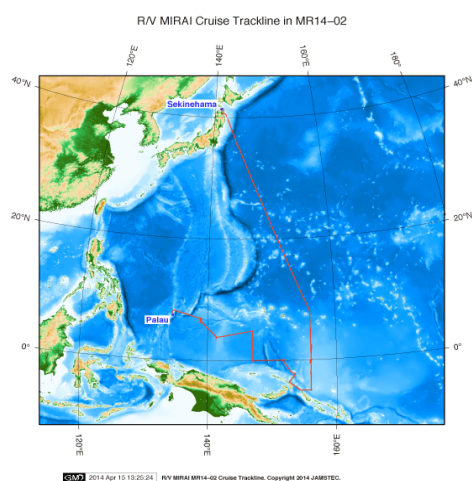 R/V MIRAI Cruise Trackline in MR14−02
120°E
140°E
160°E
180°
40°N
40°N
Sekinehama
20°N
20°N
Palau
0°
0°
120°E
140°E
160°E
GMD 2014 Apr 15 13:25:24 R/V MIRAI MR14−02 Cruise Trackline. Copyright 2014 JAMSTEC.